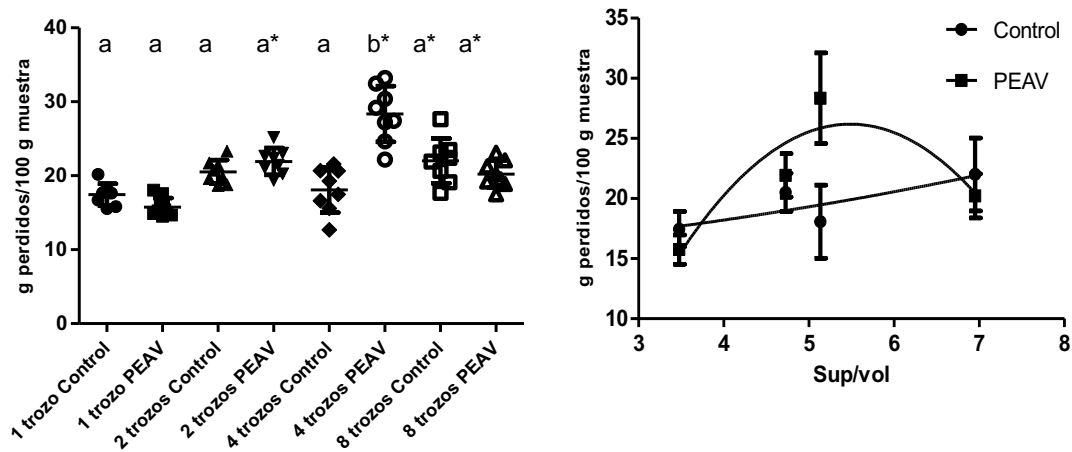 40
30
20
10
0
g perdidos/100 g muestra
a a a a* a b* a* a*
1 trozo Control
1 trozo PEAV
2 trozos Control
2 trozos PEAV
4 trozos Control
4 trozos PEAV
8 trozos Control
8 trozos PEAV
35
30
25
20
15
10
g perdidos/100 g muestra
3 4 5 6 7 8
Sup/vol
Control
PEAV